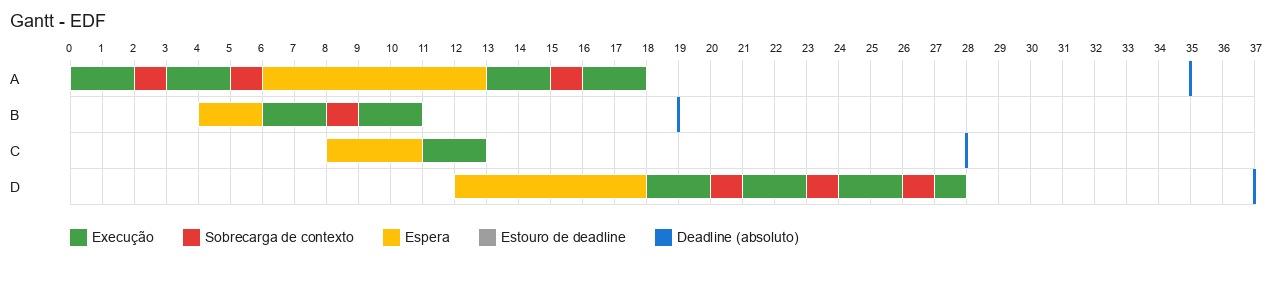 Gantt - EDF
0 1 2 3 4 5 6 7 8 9 10 11 12 13 14 15 16 17 18 19 20 21 22 23 24 25 26 27 28 29 30 31 32 33 33 34 35 36 37
A
B
C
D
Execução Sobrecarga de contexto Espera Estouro de deadline Deadline (absoluto)